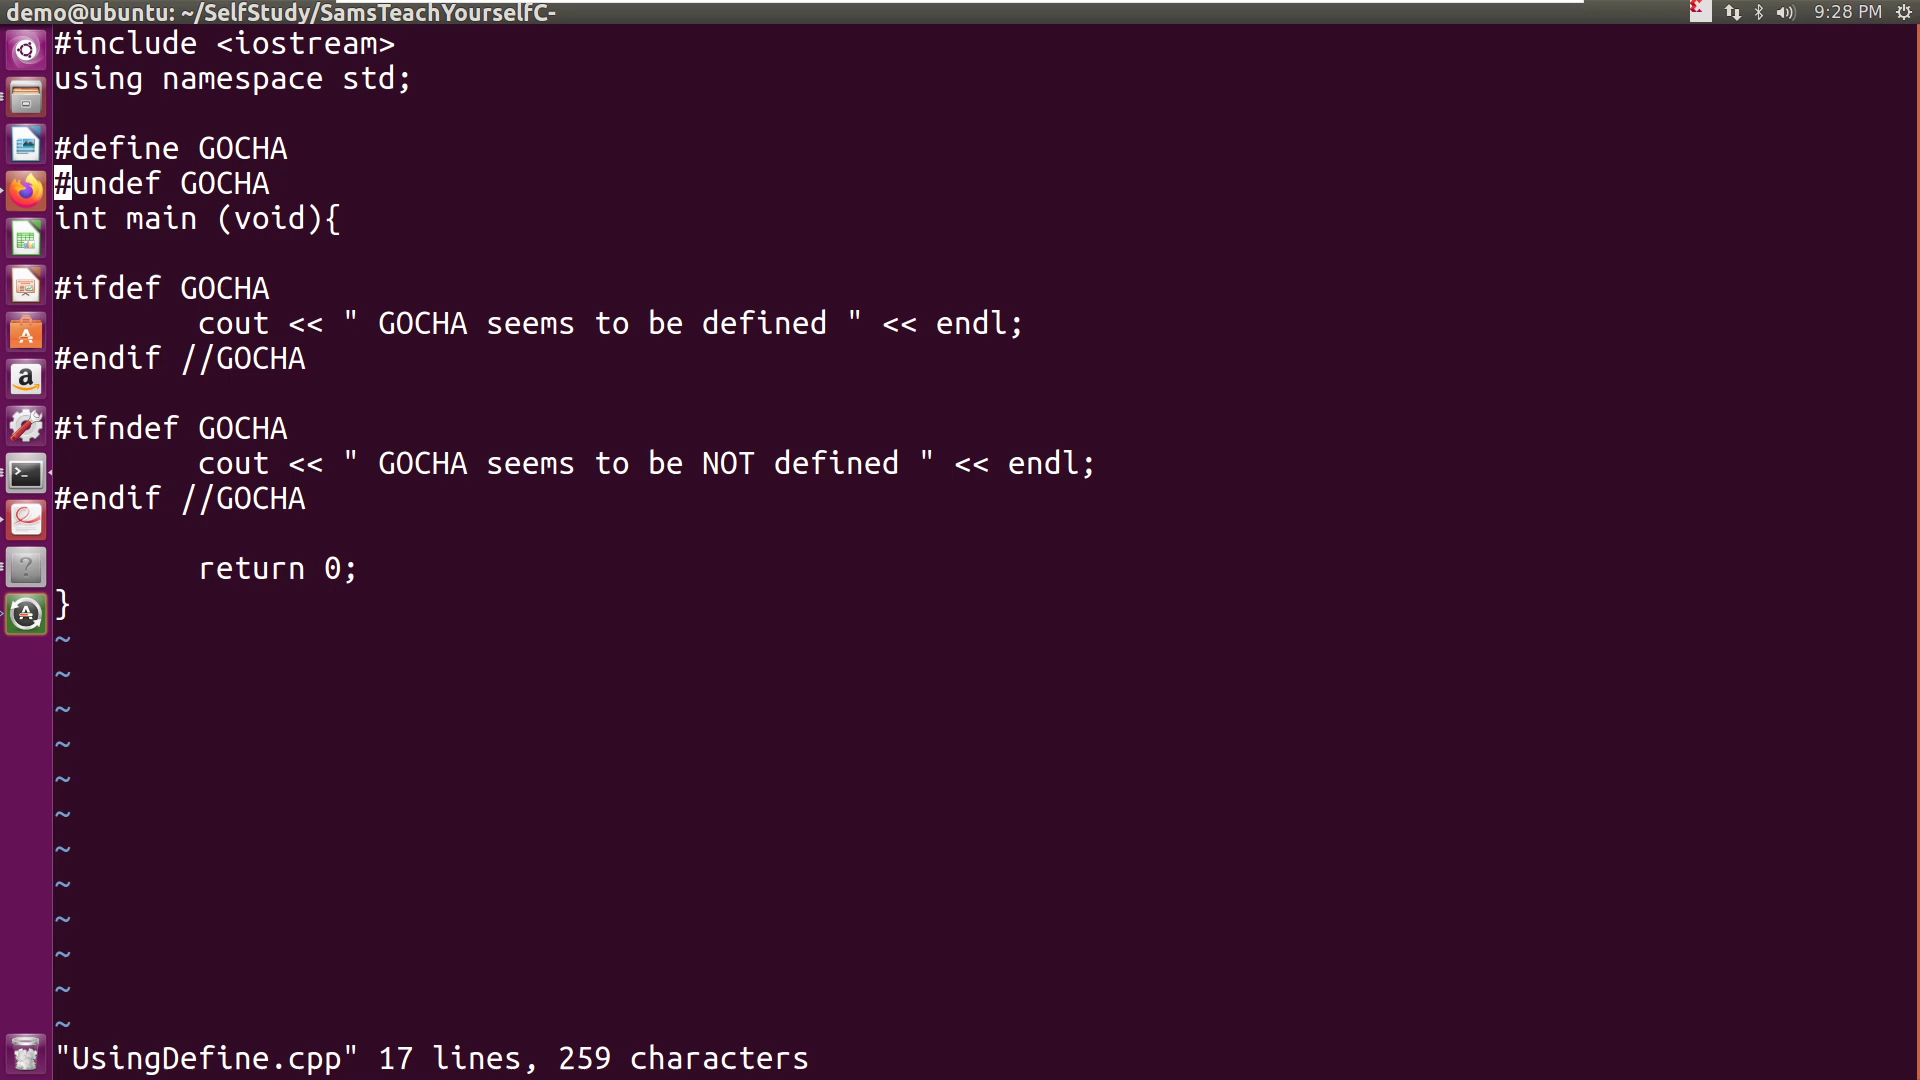 demo@ubuntu: ~/SelfStudy/SamsTeachYourselfC-
9:28 PM
#include <iostream>
using namespace std;
#define GOCHA
#undef GOCHA
int main (void){
#ifdef GOCHA
cout << " GOCHA seems to be defined " << endl;
#endif //GOCHA
#ifndef GOCHA
cout << " GOCHA seems to be NOT defined " << endl;
#endif //GOCHA
return 0;
}
~
~
~
~
~
~
~
~
~
~
~
~
"UsingDefine.cpp" 17 lines, 259 characters